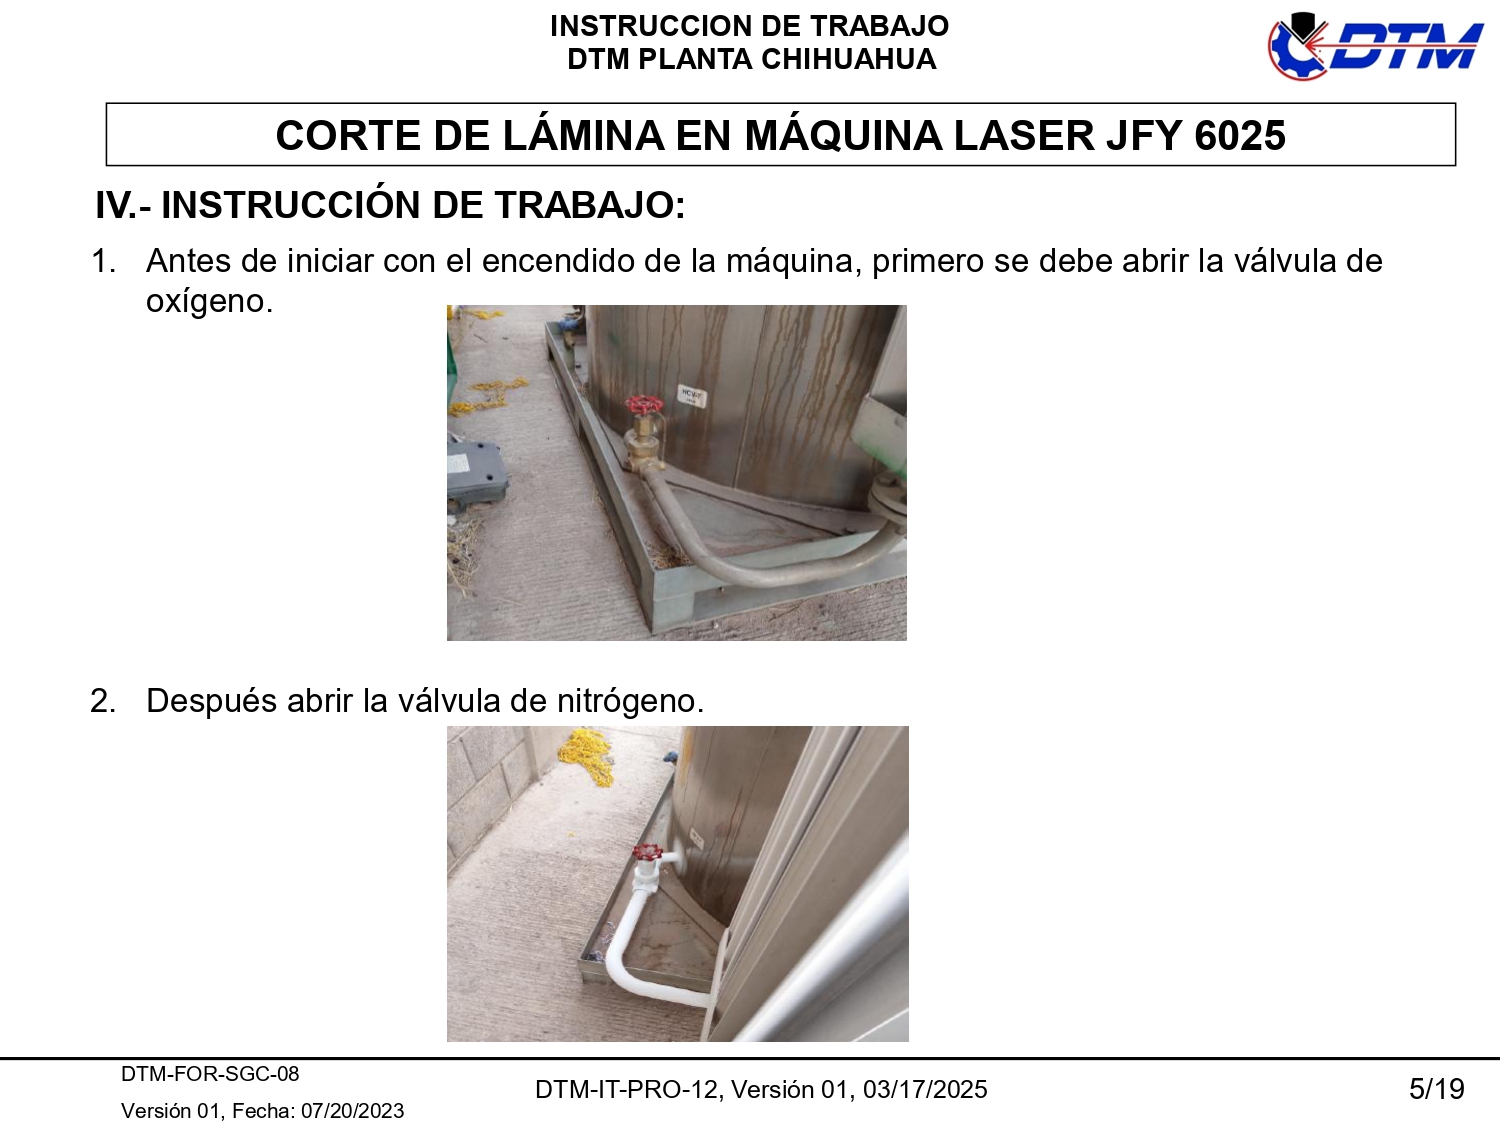 INSTRUCCION DE TRABAJO
DTM PLANTA CHIHUAHUA
DTM
CORTE DE LÁMINA EN MÁQUINA LASER JFY 6025
IV.- INSTRUCCIÓN DE TRABAJO:
1. Antes de iniciar con el encendido de la máquina, primero se debe abrir la válvula de
oxígeno.
2. Después abrir la válvula de nitrógeno.
DTM-FOR-SGC-08
DTM-IT-PRO-12, Versión 01, 03/17/2025
5/19
Versión 01, Fecha: 07/20/2023